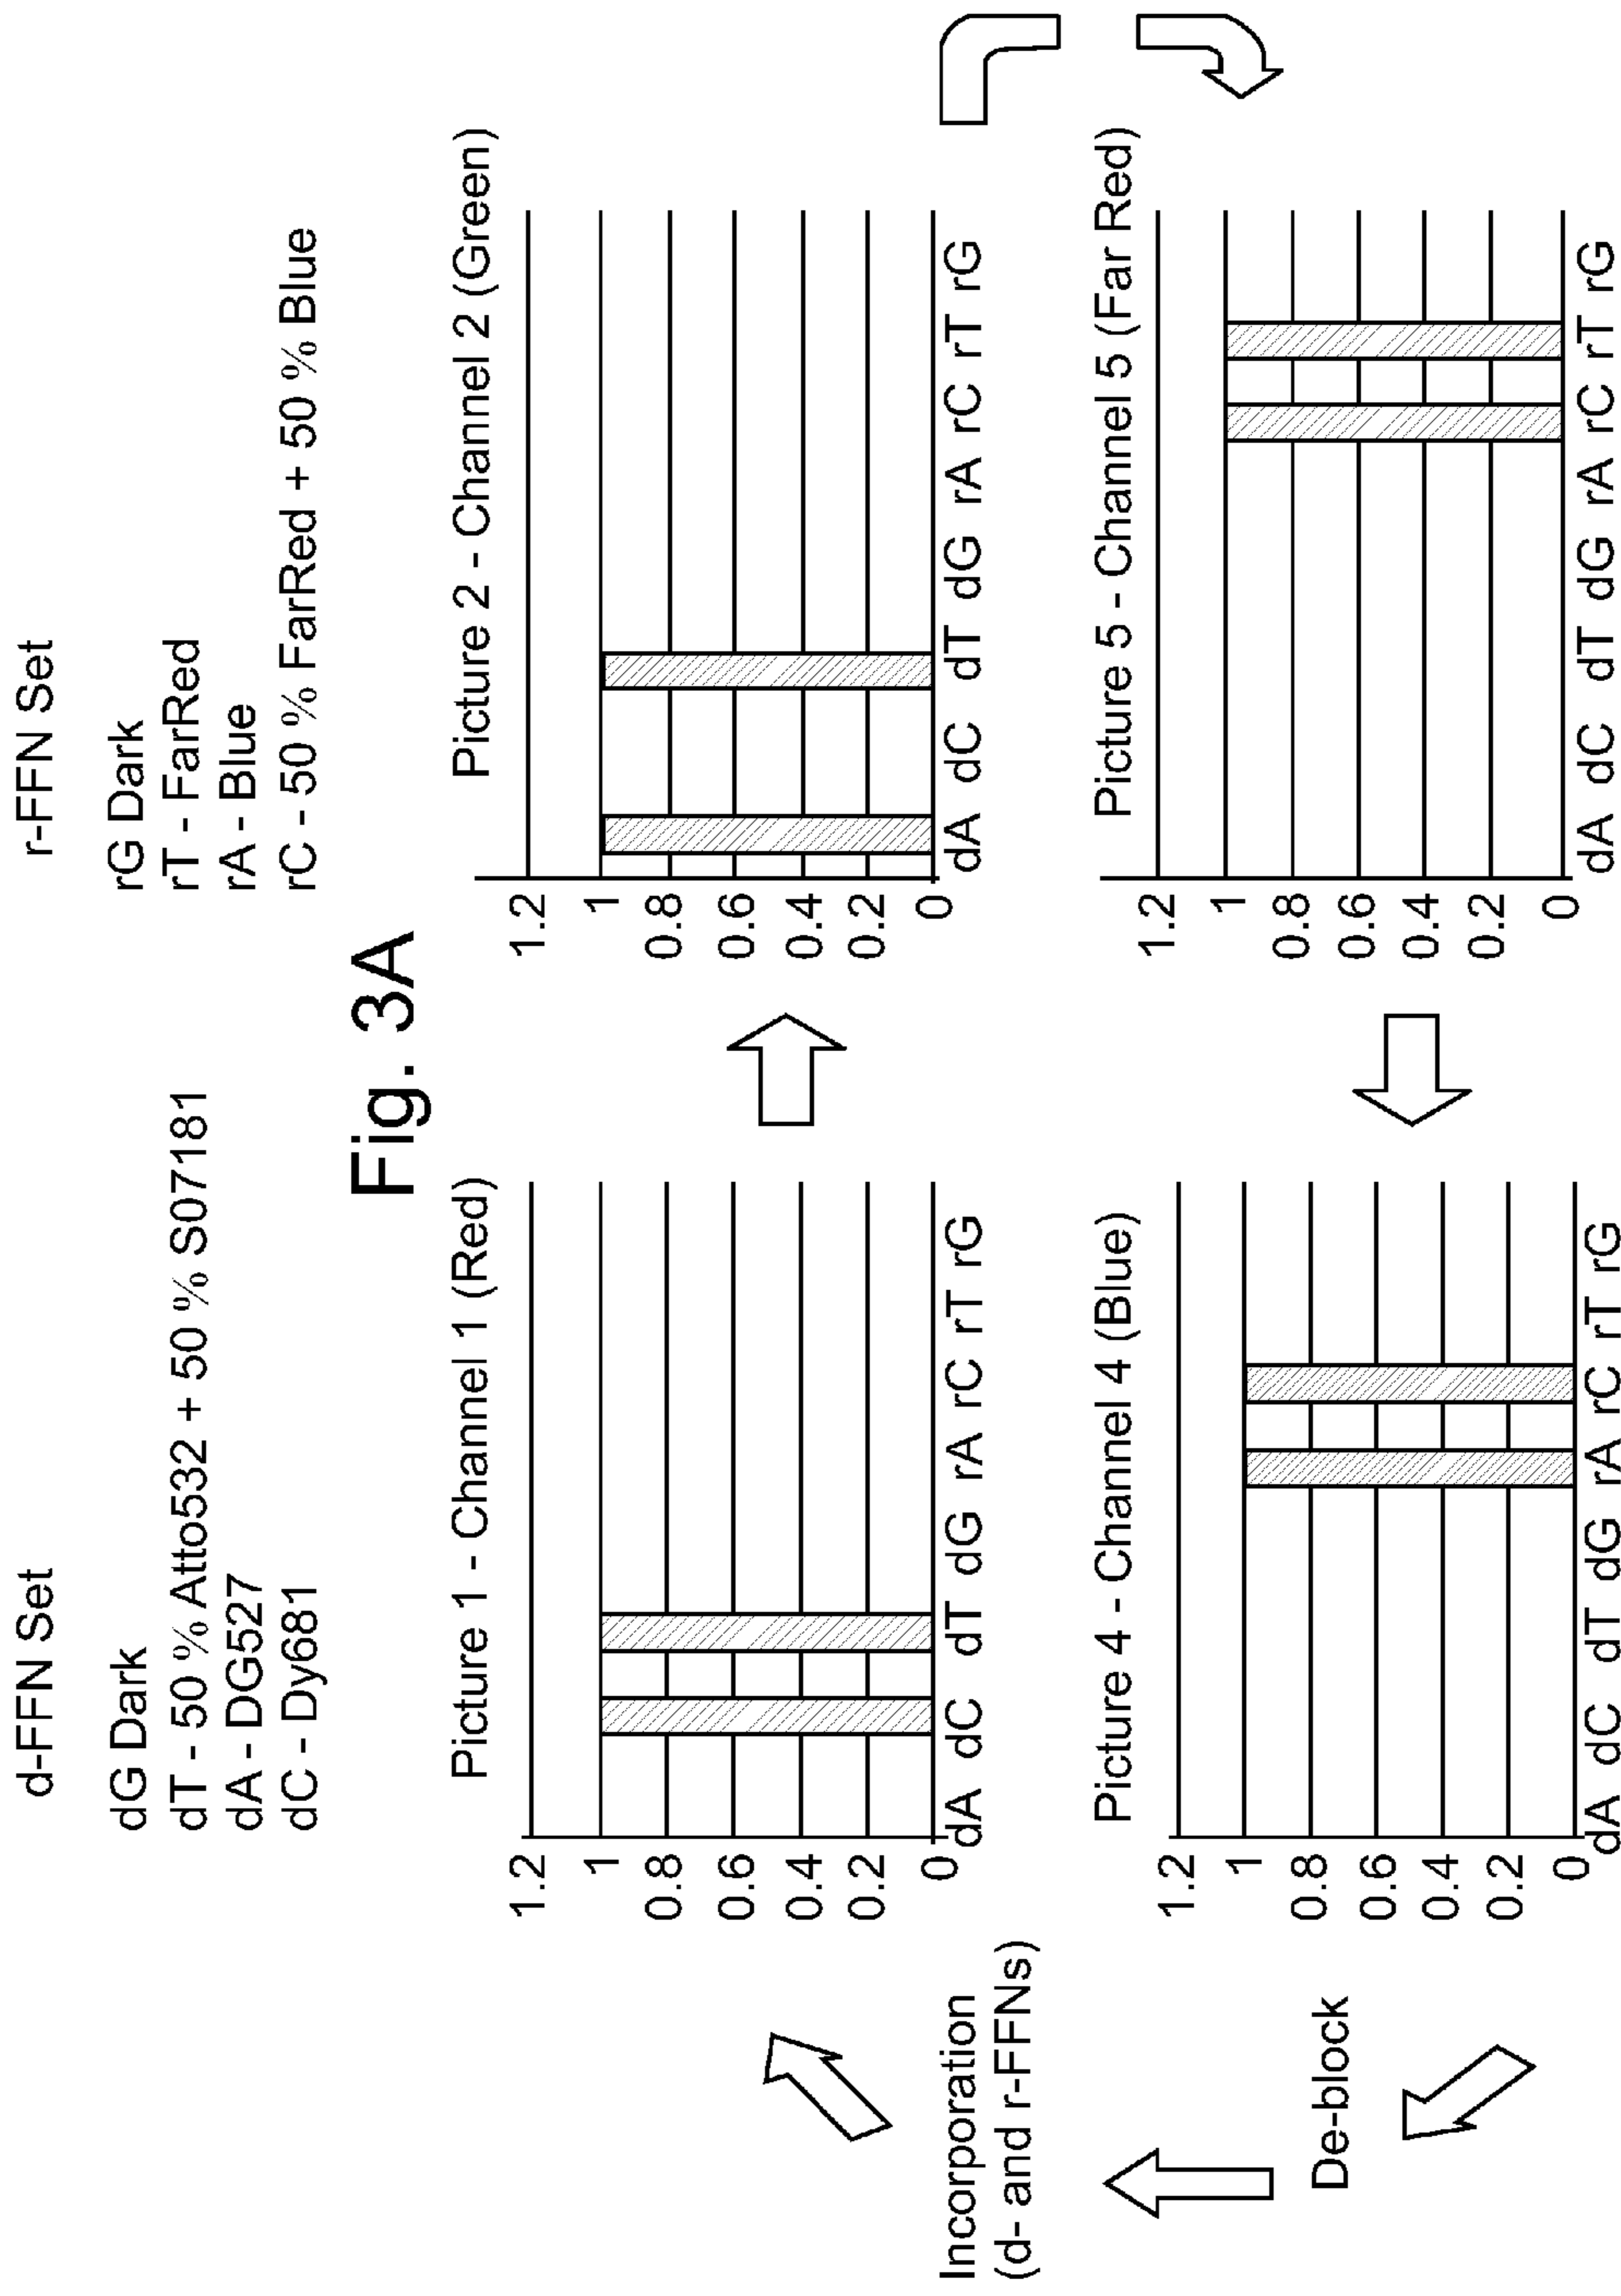 d-FFN Set
dG Dark
dT - 50 % Atto532 + 50 % S07181
dA - DG527
dC - Dy681
r-FFN Set
rG Dark
rT - FarRed
rA - Blue
rC - 50 % FarRed + 50 % Blue
Fig. 3A
Picture 1 - Channel 1 (Red)
1.2
1
0.8
0.6
0.4
0.2
0
dA dC dT dG rA rC rT rG
Picture 2 - Channel 2 (Green)
1.2
1
0.8
0.6
0.4
0.2
0
dA dC dT dG rA rC rT rG
Incorporation
(d- and r-FFNs)
De-block
Picture 4 - Channel 4 (Blue)
1.2
1
0.8
0.6
0.4
0.2
0
dA dC dT dG rA rC rT rG
Picture 5 - Channel 5 (Far Red)
1.2
1
0.8
0.6
0.4
0.2
0
dA dC dT dG rA rC rT rG